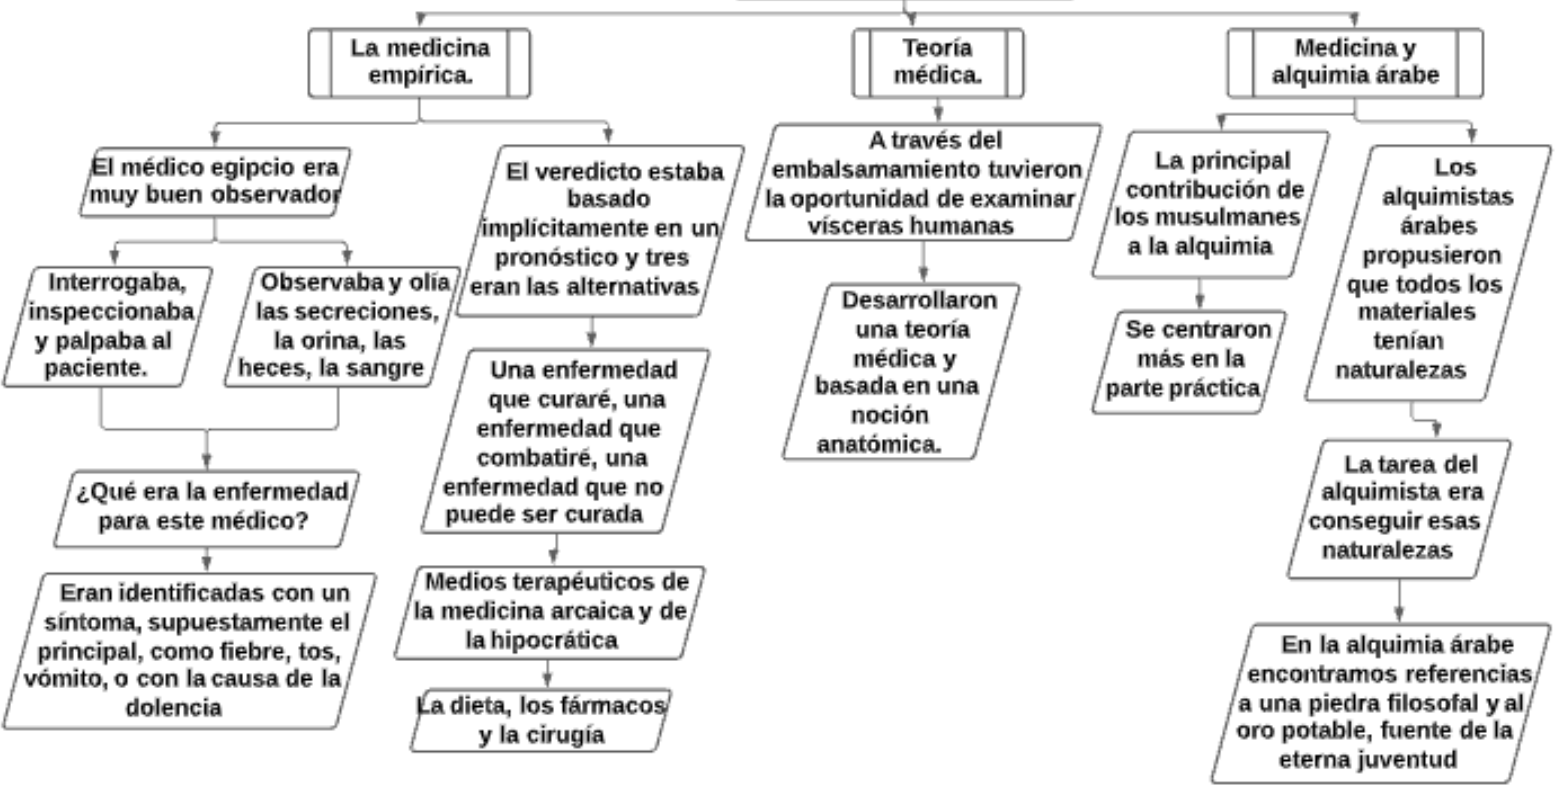 La medicina
empírica.
Teoría
médica.
Medicina y
alquimia árabe
El médico egipcio era
muy buen observador
El veredicto estaba
basado
implícitamente en un
pronóstico y tres
eran las alternativas
A través del
embalsamamiento tuvieron
la oportunidad de examinar
vísceras humanas
La principal
contribución de
los musulmanes
a la alquimia
Los
alquimistas
árabes
propusieron
que todos los
materiales
tenían
naturalezas
Interrogaba,
inspeccionaba
y palpaba al
paciente.
Observaba y olía
las secreciones,
la orina, las
heces, la sangre
Una enfermedad
que curaré, una
enfermedad que
combatiré, una
enfermedad que no
puede ser curada
Desarrollaron
una teoría
médica y
basada en una
noción
anatómica.
Se centraron
más en la
parte práctica
La tarea del
alquimista era
conseguir esas
naturalezas
¿Qué era la enfermedad
para este médico?
Eran identificadas con un
síntoma, supuestamente el
principal, como fiebre, tos,
vómito, o con la causa de la
dolencia
Medios terapéuticos de
la medicina arcaica y de
la hipocrática
La dieta, los fármacos
y la cirugía
En la alquimia árabe
encontramos referencias
a una piedra filosofal y al
oro potable, fuente de la
eterna juventud